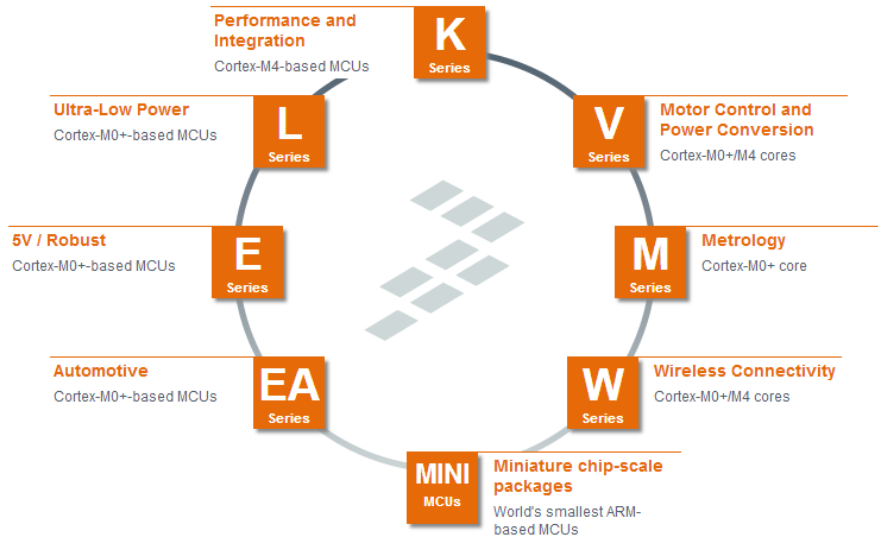 Performance and
Integration
Cortex-M4-based MCUs
K
Series
Ultra-Low Power
Cortex-M0+-based MCUs
L
Series
V
Series
Motor Control and
Power Conversion
Cortex-M0+/M4 cores
5V / Robust
Cortex-M0+-based MCUs
E
Series
M
Series
Metrology
Cortex-M0+ core
Automotive
Cortex-M0+-based MCUs
EA
Series
W
Series
Wireless Connectivity
Cortex-M0+/M4 cores
MINI
MCUs
Miniature chip-scale
packages
World's smallest ARM-
based MCUs